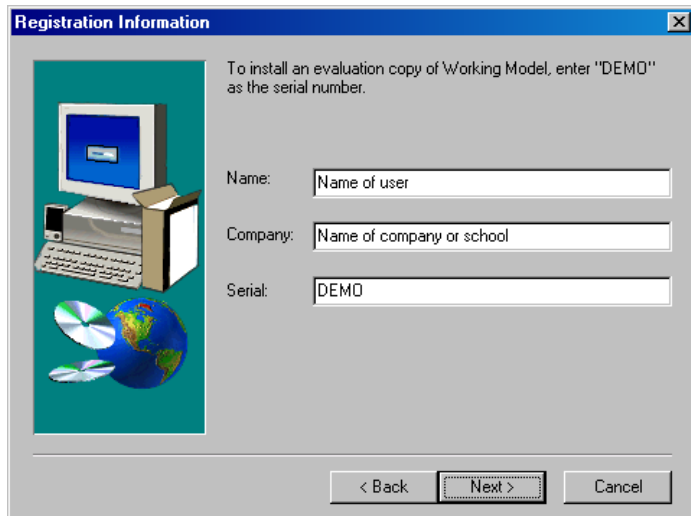 Registration Information
To install an evaluation copy of Working Model, enter "DEMO"
as the serial number.
Name: Name of user
Company: Name of company or school
Serial: DEMO
< Back Next > Cancel